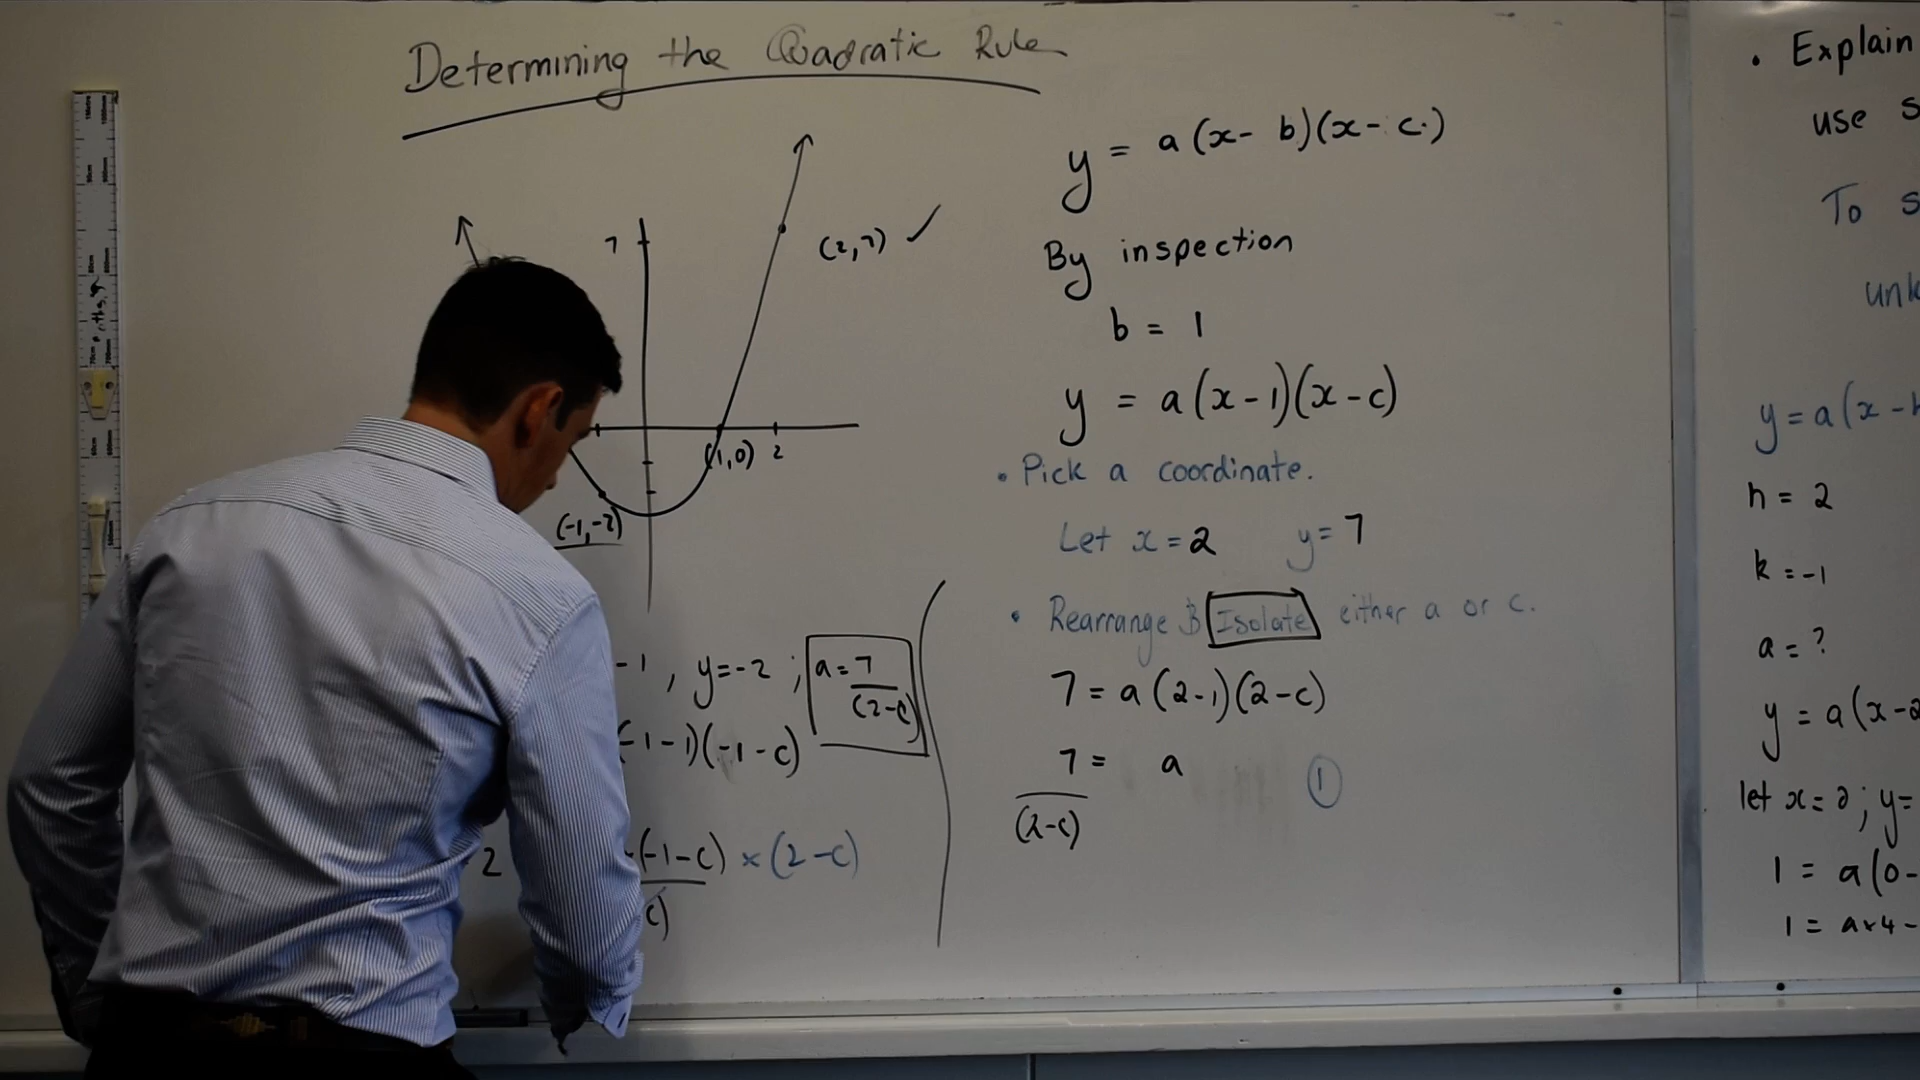 Determining the Quadratic Rule
7
(2,7) ✓
(1,0) 2
(-1,-2)
-1 , y=-2 ; a=7/(2-c)
(-1-1)(-1-c)
2 (-1-c) × (2-c)
c)
y = a(x- b)(x- c)
By inspection
b = 1
y = a(x-1)(x-c)
• Pick a coordinate.
Let x=2 y=7
• Rearrange & Isolate either a or c.
7 = a(2-1)(2-c)
7/(2-c) = a ①
• Explain
use s
To s
y=a(x-h
h = 2
k = -1
a = ?
y = a(x-2
let x=0; y=
1 = a(0-
1 = a×4-